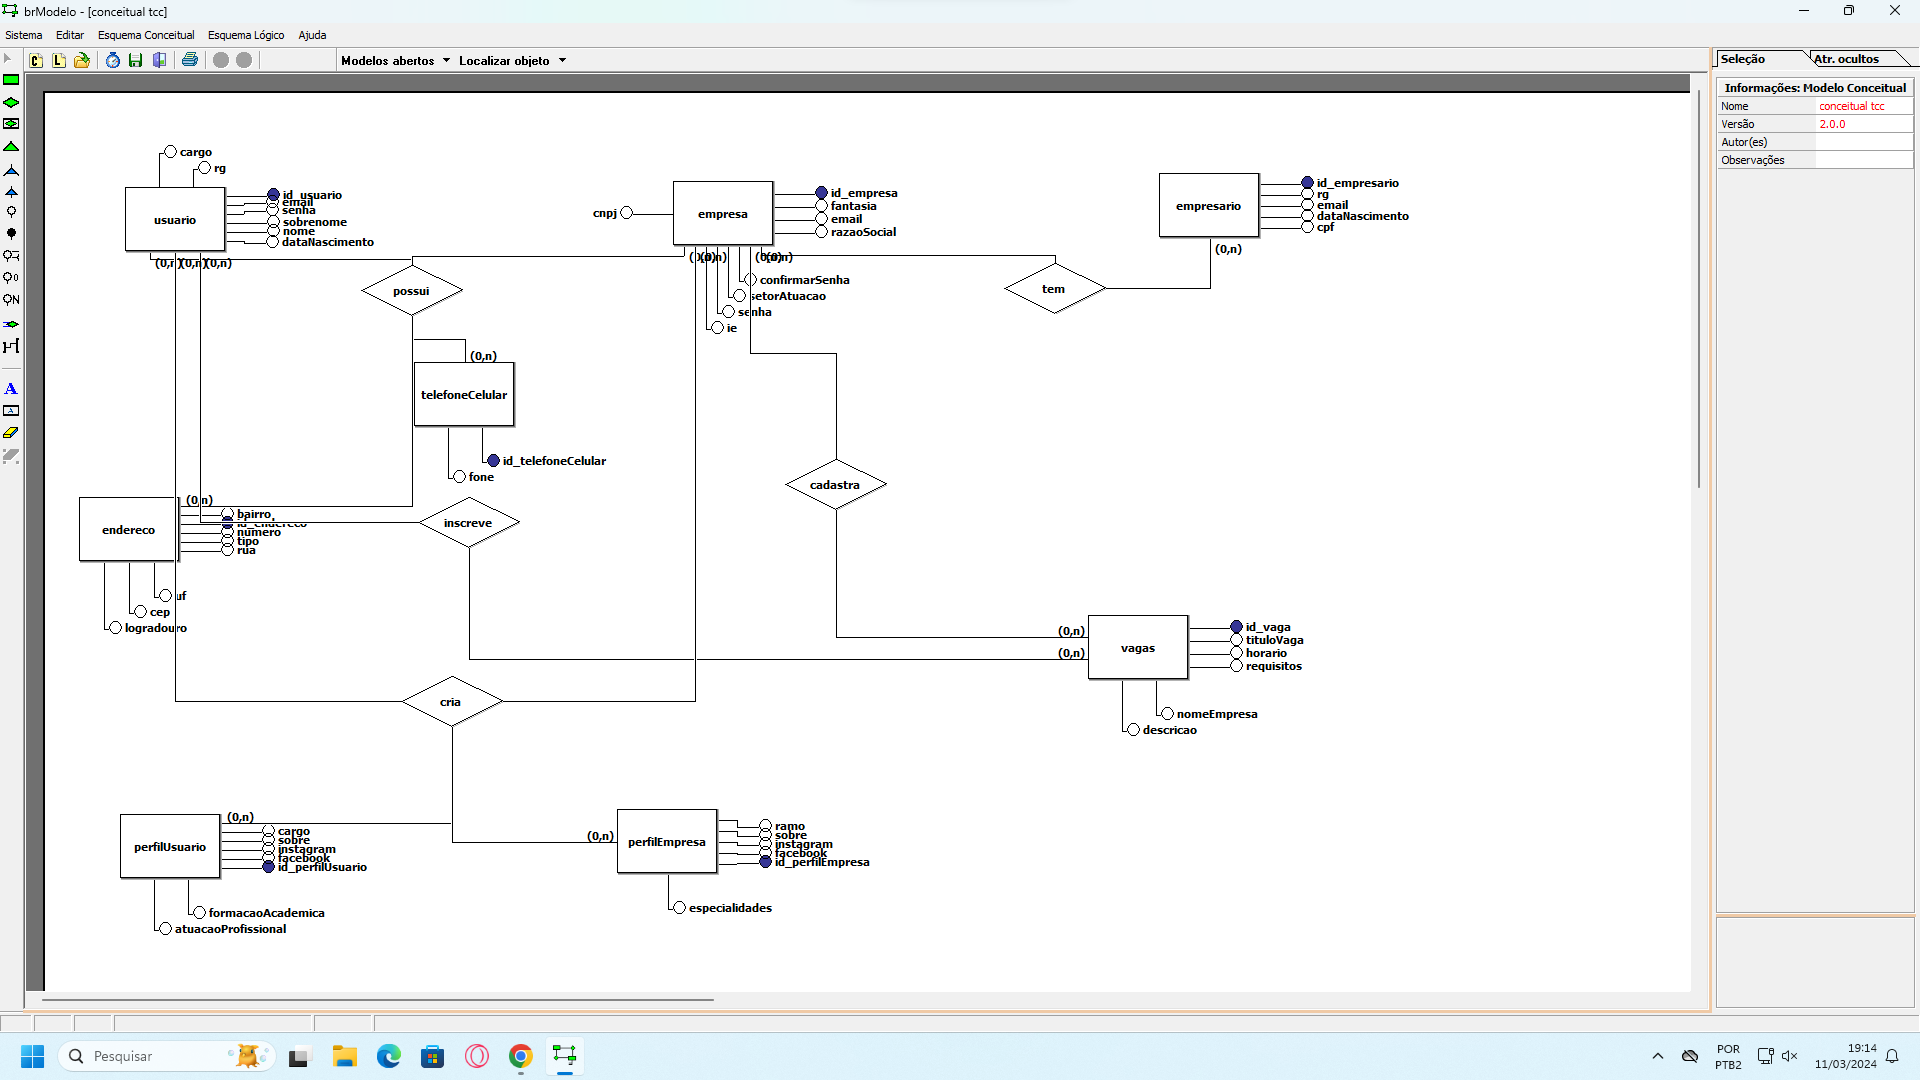 brModelo - [conceitual tcc]
Sistema Editar Esquema Conceitual Esquema Lógico Ajuda
Modelos abertos Localizar objeto
Seleção Atr. ocultos
Informações: Modelo Conceitual
Nome conceitual tcc
Versão 2.0.0
Autor(es)
Observações
cargo
rg
usuario
id_usuario
email
senha
sobrenome
nome
dataNascimento
(0,n) (0,n) (0,n)
possui
cnpj
empresa
id_empresa
fantasia
email
razaoSocial
confirmarSenha
setorAtuacao
senha
ie
empresario
id_empresario
rg
email
dataNascimento
cpf
(0,n)
tem
(0,n)
telefoneCelular
id_telefoneCelular
fone
cadastra
(0,n)
endereco
bairro
id_endereco
numero
tipo
rua
uf
cep
logradouro
inscreve
(0,n)
(0,n)
vagas
id_vaga
tituloVaga
horario
requisitos
nomeEmpresa
descricao
cria
(0,n)
perfilUsuario
cargo
sobre
instagram
facebook
id_perfilUsuario
formacaoAcademica
atuacaoProfissional
(0,n)
perfilEmpresa
ramo
sobre
instagram
facebook
id_perfilEmpresa
especialidades
Pesquisar
POR
PTB2
19:14
11/03/2024